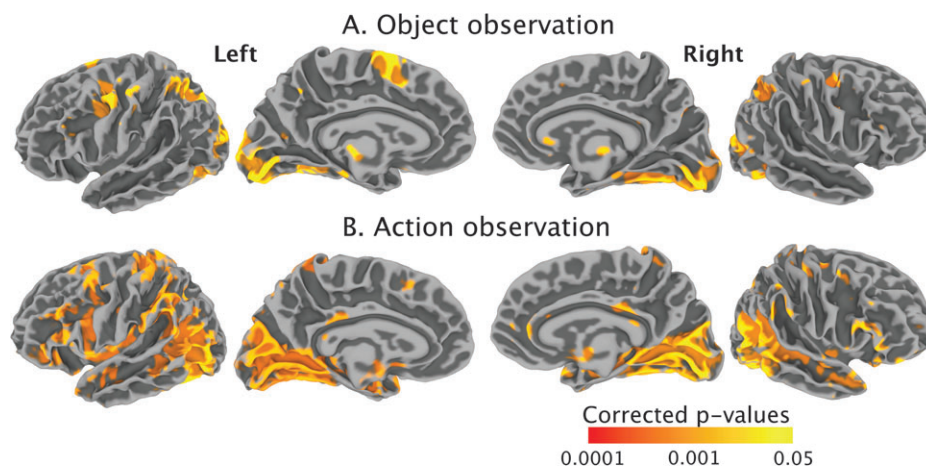 A. Object observation
Left
Right
B. Action observation
Corrected p-values
0.0001 0.001 0.05